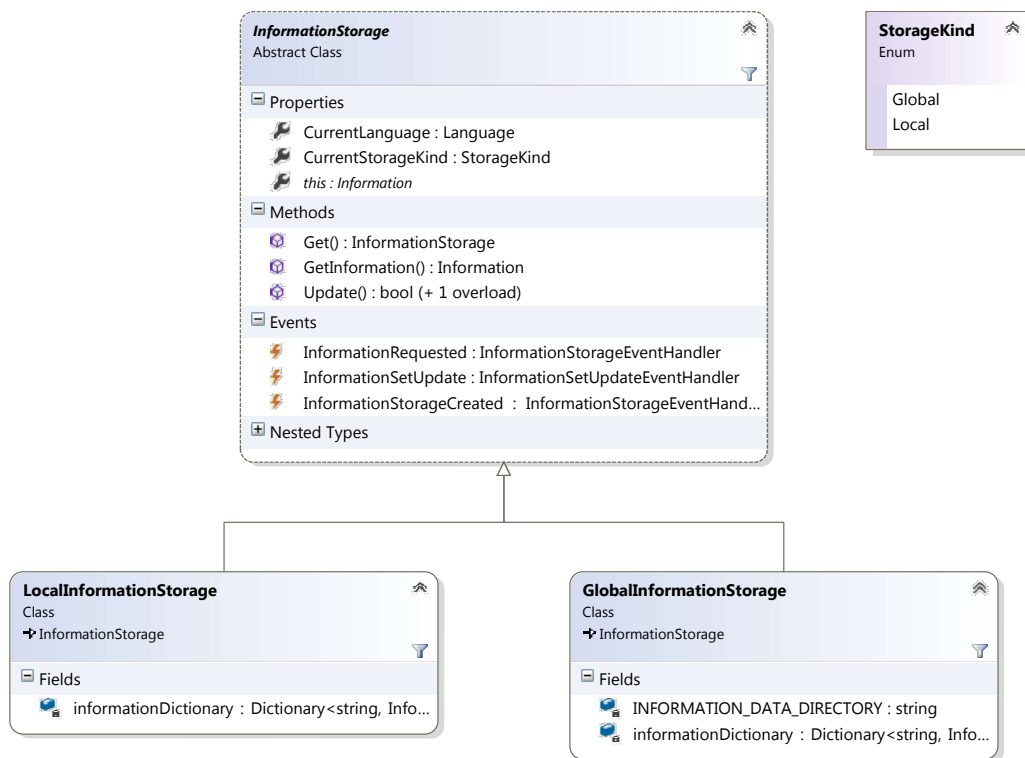 InformationStorage
Abstract Class
Properties
CurrentLanguage : Language
CurrentStorageKind : StorageKind
this : Information
Methods
Get() : InformationStorage
GetInformation() : Information
Update() : bool (+ 1 overload)
Events
InformationRequested : InformationStorageEventHandler
InformationSetUpdate : InformationSetUpdateEventHandler
InformationStorageCreated : InformationStorageEventHand...
Nested Types
StorageKind
Enum
Global
Local
LocalInformationStorage
Class
InformationStorage
Fields
informationDictionary : Dictionary<string, Info...
GlobalInformationStorage
Class
InformationStorage
Fields
INFORMATION_DATA_DIRECTORY : string
informationDictionary : Dictionary<string, Info...